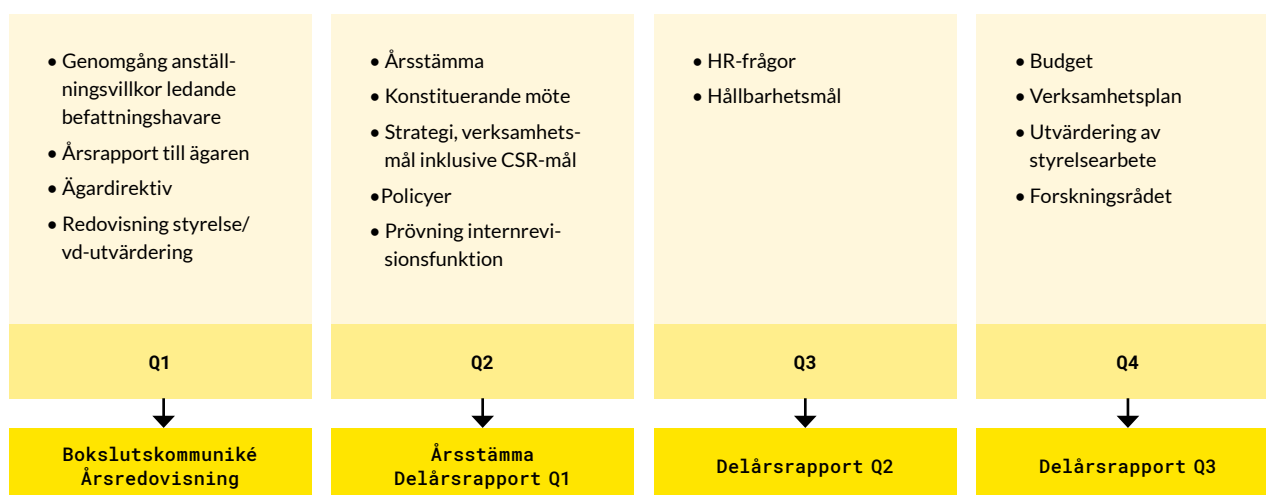 • Genomgång anställ-
ningsvillkor ledande
befattningshavare
• Årsrapport till ägaren
• Ägardirektiv
• Redovisning styrelse/
vd-utvärdering
Q1
Bokslutskommuniké
Årsredovisning
• Årsstämma
• Konstituerande möte
• Strategi, verksamhets-
mål inklusive CSR-mål
•Policyer
• Prövning internrevi-
sionsfunktion
Q2
Årsstämma
Delårsrapport Q1
• HR-frågor
• Hållbarhetsmål
Q3
Delårsrapport Q2
• Budget
• Verksamhetsplan
• Utvärdering av
styrelsearbete
• Forskningsrådet
Q4
Delårsrapport Q3